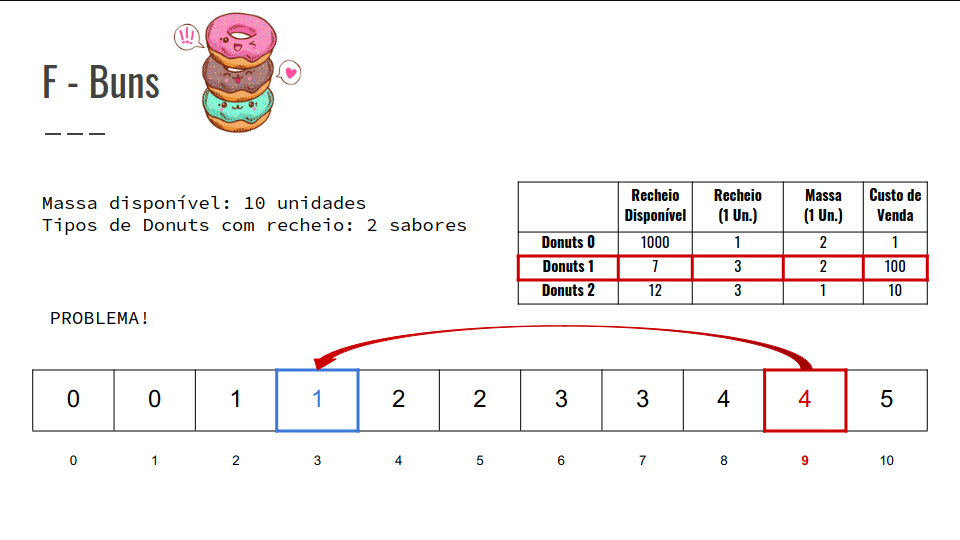 !!!
F - Buns
Massa disponível: 10 unidades
Tipos de Donuts com recheio: 2 sabores
Recheio Disponível Recheio (1 Un.) Massa (1 Un.) Custo de Venda
Donuts 0 1000 1 2 1
Donuts 1 7 3 2 100
Donuts 2 12 3 1 10
PROBLEMA!
0 0 1 1 2 2 3 3 4 4 5
0 1 2 3 4 5 6 7 8 9 10